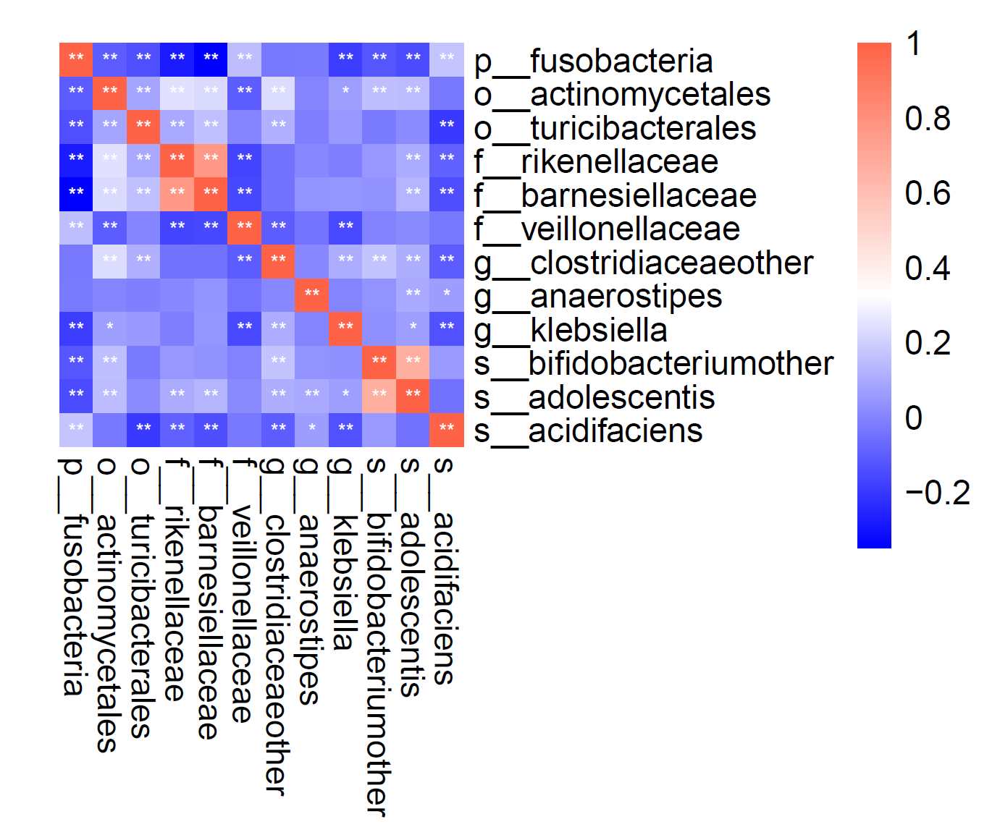 ** ** ** ** ** ** ** ** ** ** p__fusobacteria
** ** ** ** ** ** ** * ** ** o__actinomycetales
** ** ** ** ** ** ** o__turicibacterales
** ** ** ** ** ** ** ** f__rikenellaceae
** ** ** ** ** ** ** ** f__barnesiellaceae
** ** ** ** ** ** ** f__veillonellaceae
** ** ** ** ** ** ** ** g__clostridiaceaeother
** ** * g__anaerostipes
** * ** ** ** * ** g__klebsiella
** ** ** ** ** s__bifidobacteriumother
** ** ** ** ** ** * ** ** s__adolescentis
** ** ** ** ** * ** ** s__acidifaciens
p__fusobacteria
o__actinomycetales
o__turicibacterales
f__rikenellaceae
f__barnesiellaceae
f__veillonellaceae
g__clostridiaceaeother
g__anaerostipes
g__klebsiella
s__bifidobacteriumother
s__adolescentis
s__acidifaciens
1
0.8
0.6
0.4
0.2
0
−0.2